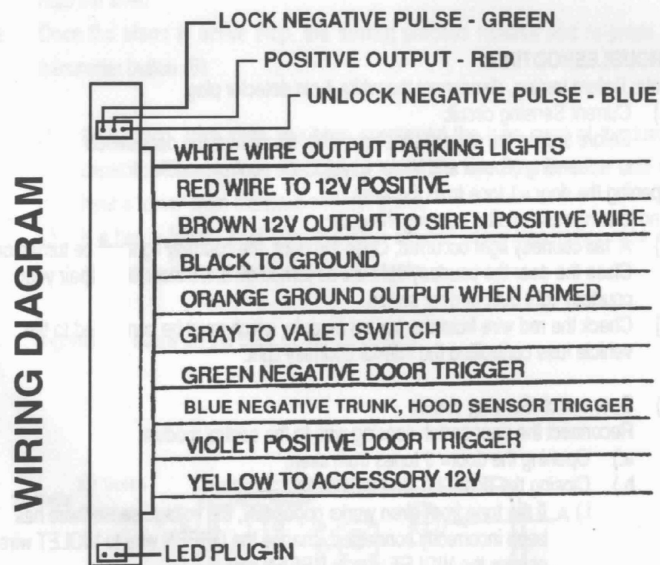 LOCK NEGATIVE PULSE - GREEN
POSITIVE OUTPUT - RED
UNLOCK NEGATIVE PULSE - BLUE
WIRING DIAGRAM
WHITE WIRE OUTPUT PARKING LIGHTS
RED WIRE TO 12V POSITIVE
BROWN 12V OUTPUT TO SIREN POSITIVE WIRE
BLACK TO GROUND
ORANGE GROUND OUTPUT WHEN ARMED
GRAY TO VALET SWITCH
GREEN NEGATIVE DOOR TRIGGER
BLUE NEGATIVE TRUNK, HOOD SENSOR TRIGGER
VIOLET POSITIVE DOOR TRIGGER
YELLOW TO ACCESSORY 12V
LED PLUG-IN